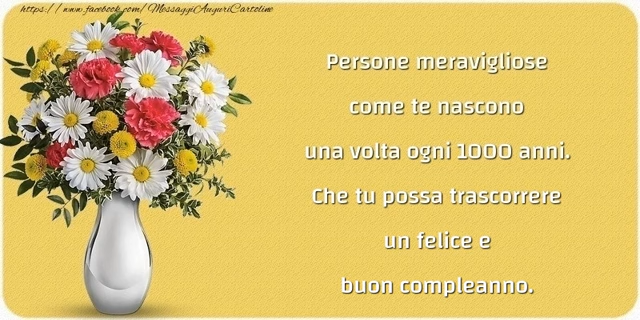 https://www.facebook.com/MessaggiAuguriCartoline
Persone meravigliose
come te nascono
una volta ogni 1000 anni.
Che tu possa trascorrere
un felice e
buon compleanno.